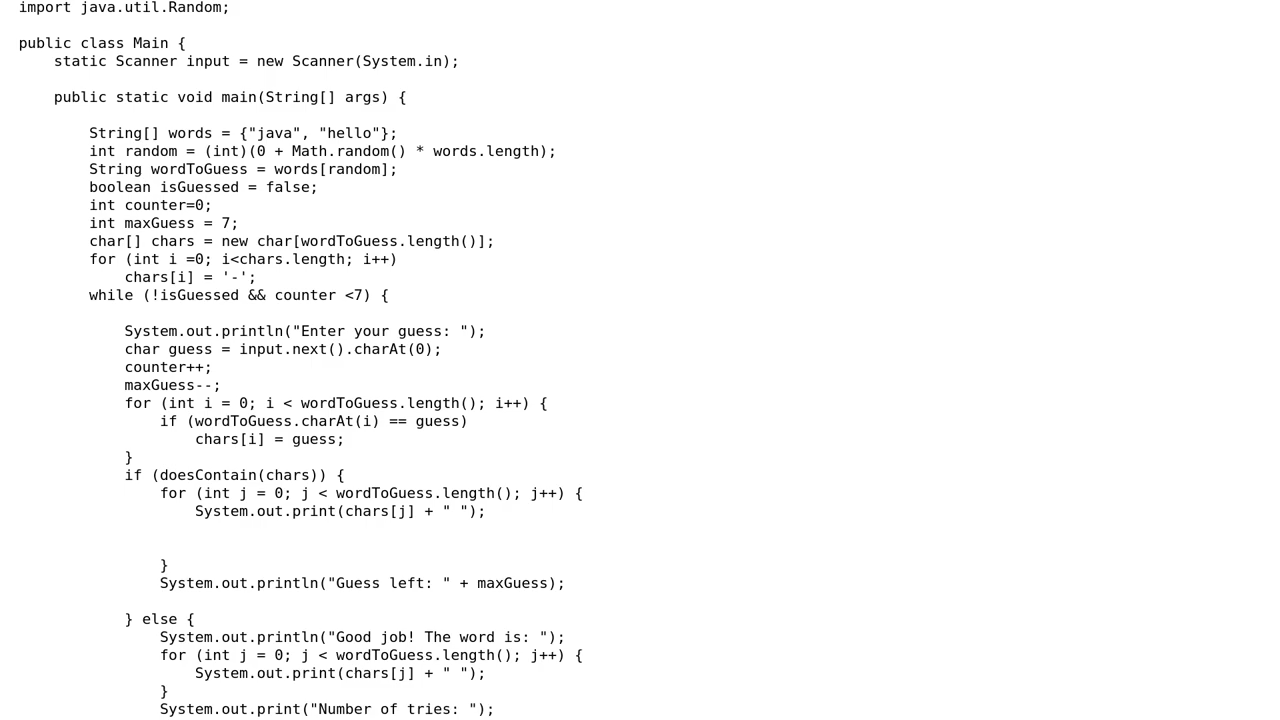 import java.util.Random;
public class Main {
static Scanner input = new Scanner(System.in);
public static void main(String[] args) {
String[] words = {"java", "hello"};
int random = (int)(0 + Math.random() * words.length);
String wordToGuess = words[random];
boolean isGuessed = false;
int counter=0;
int maxGuess = 7;
char[] chars = new char[wordToGuess.length()];
for (int i =0; i<chars.length; i++)
chars[i] = '-';
while (!isGuessed && counter <7) {
System.out.println("Enter your guess: ");
char guess = input.next().charAt(0);
counter++;
maxGuess--;
for (int i = 0; i < wordToGuess.length(); i++) {
if (wordToGuess.charAt(i) == guess)
chars[i] = guess;
}
if (doesContain(chars)) {
for (int j = 0; j < wordToGuess.length(); j++) {
System.out.print(chars[j] + " ");
}
System.out.println("Guess left: " + maxGuess);
} else {
System.out.println("Good job! The word is: ");
for (int j = 0; j < wordToGuess.length(); j++) {
System.out.print(chars[j] + " ");
}
System.out.print("Number of tries: ");